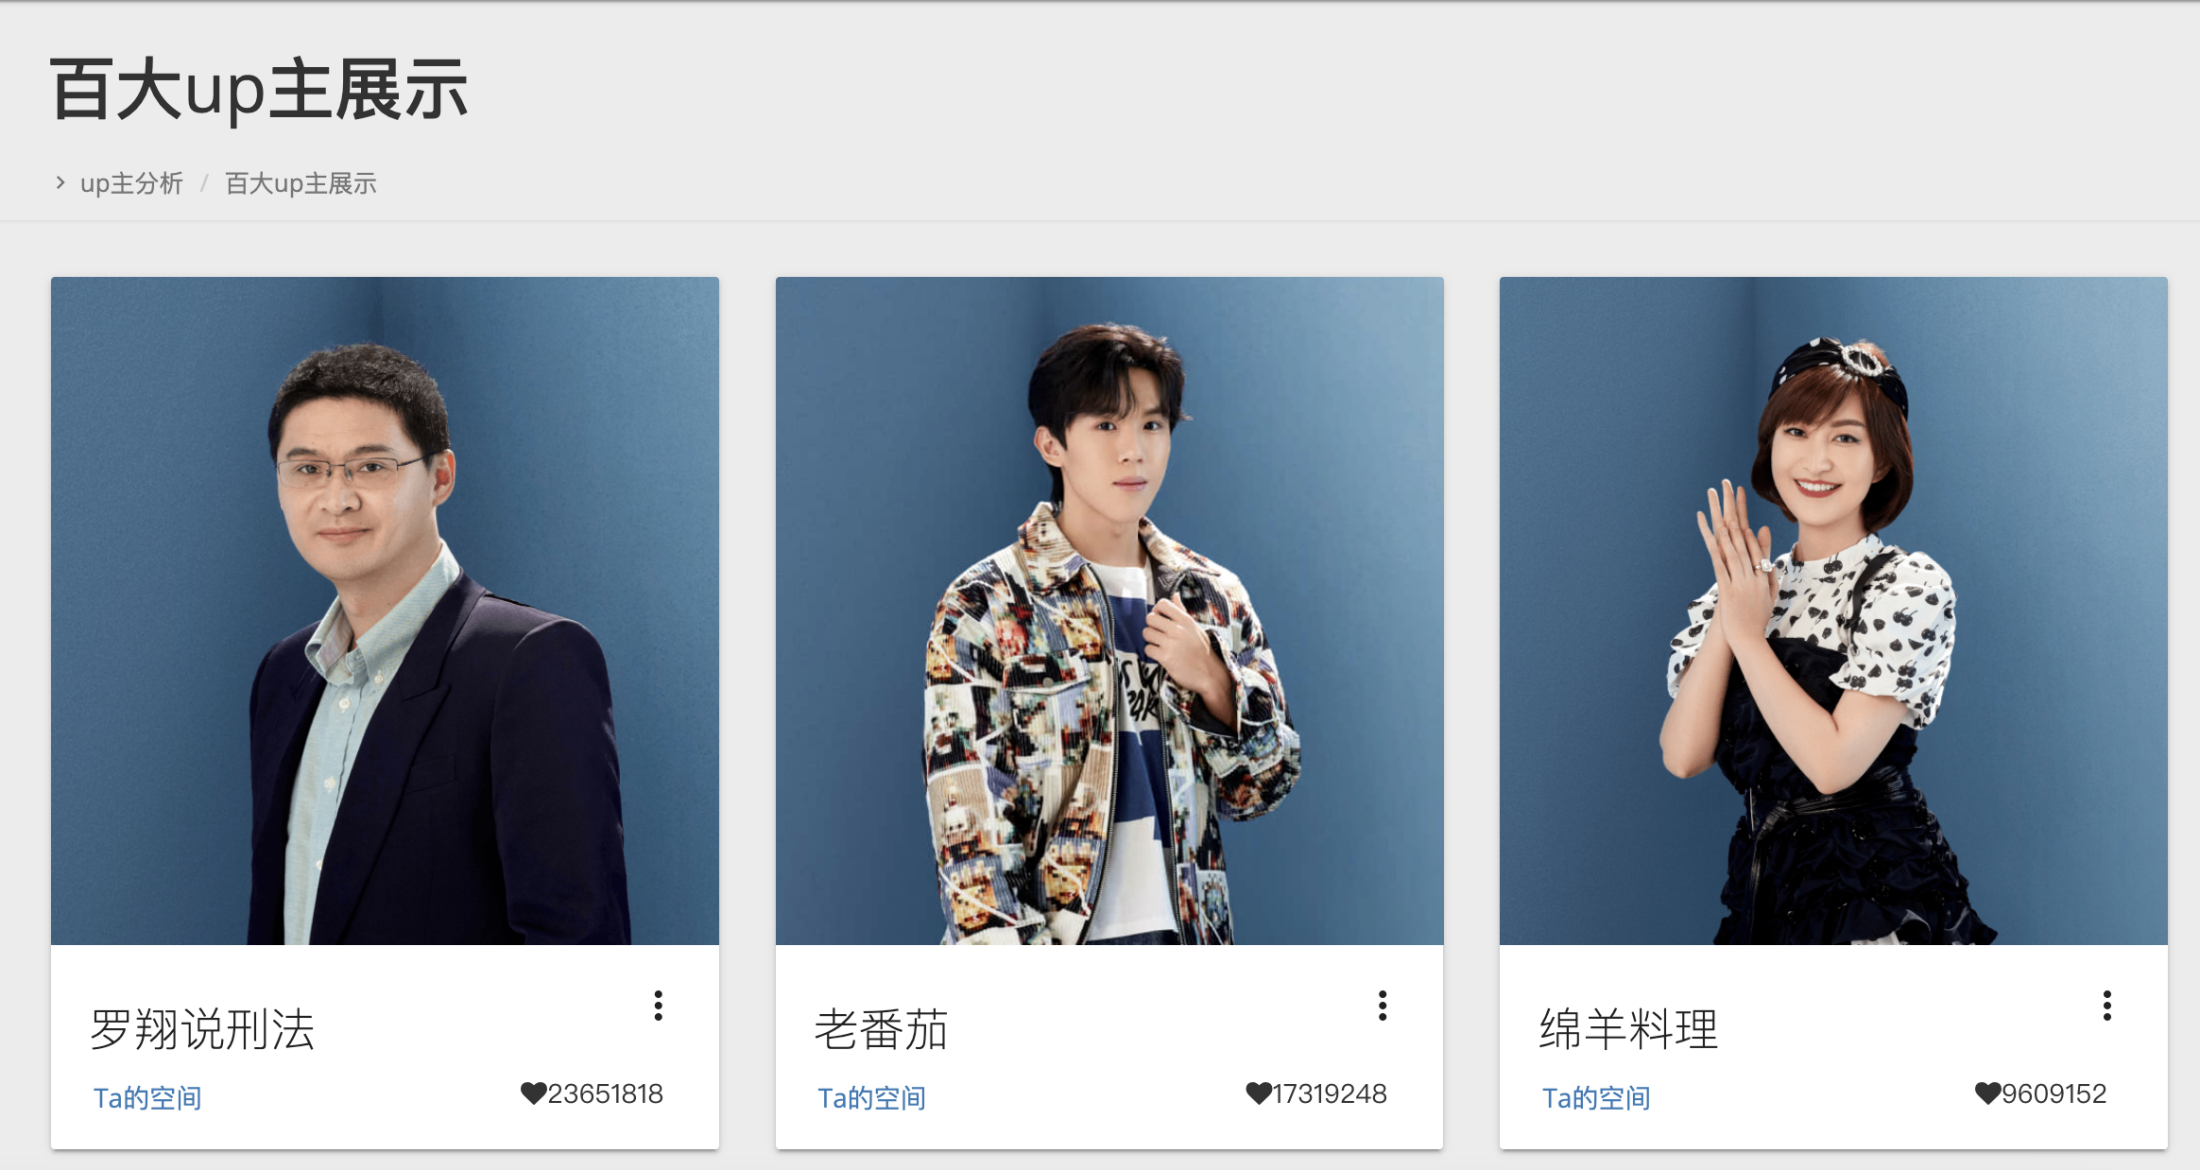 百大up主展示
up主分析 / 百大up主展示
罗翔说刑法
Ta的空间
23651818
老番茄
Ta的空间
17319248
绵羊料理
Ta的空间
9609152